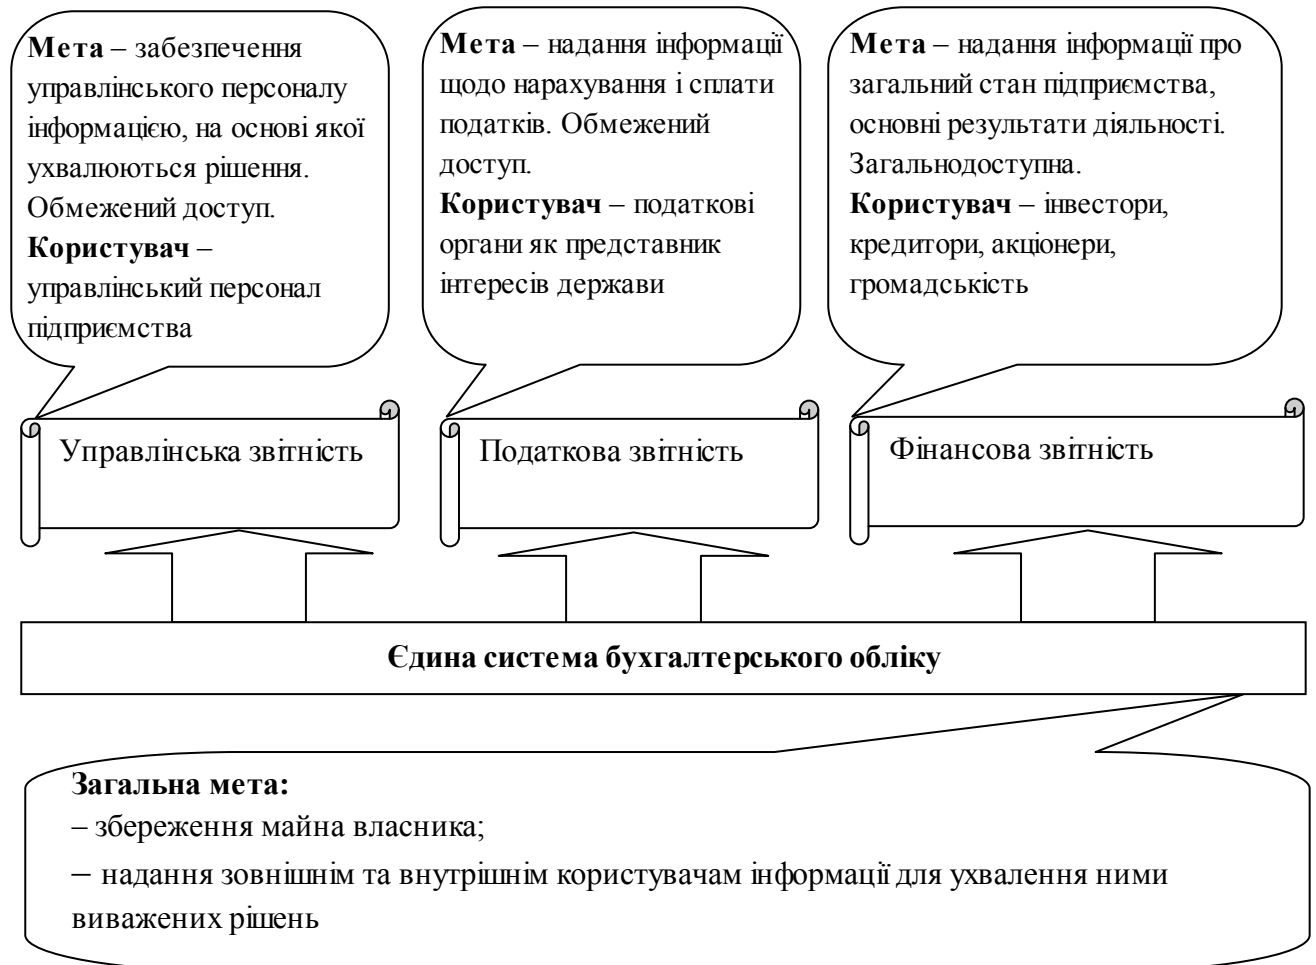 Мета – забезпечення
управлінського персоналу
інформацією, на основі якої
ухвалюються рішення.
Обмежений доступ.
Користувач –
управлінський персонал
підприємства
Мета – надання інформації
щодо нарахування і сплати
податків. Обмежений
доступ.
Користувач – податкові
органи як представник
інтересів держави
Мета – надання інформації про
загальний стан підприємства,
основні результати діяльності.
Загальнодоступна.
Користувач – інвестори,
кредитори, акціонери,
громадськість
Управлінська звітність
Податкова звітність
Фінансова звітність
Єдина система бухгалтерського обліку
Загальна мета:
– збереження майна власника;
– надання зовнішнім та внутрішнім користувачам інформації для ухвалення ними
виважених рішень